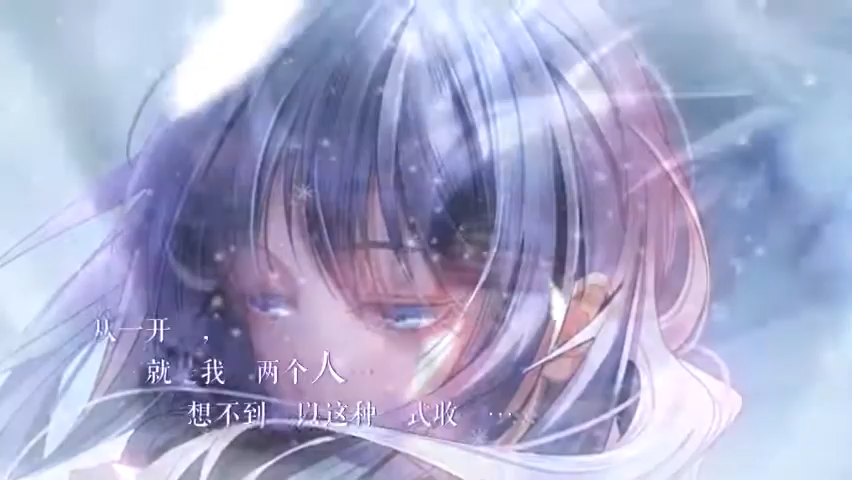 从一开 ，
就 我 两个人…
想不到 以这种 式收 …